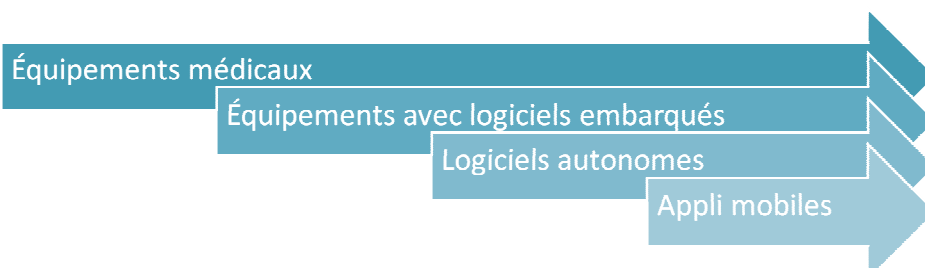 Équipements médicaux
Équipements avec logiciels embarqués
Logiciels autonomes
Appli mobiles